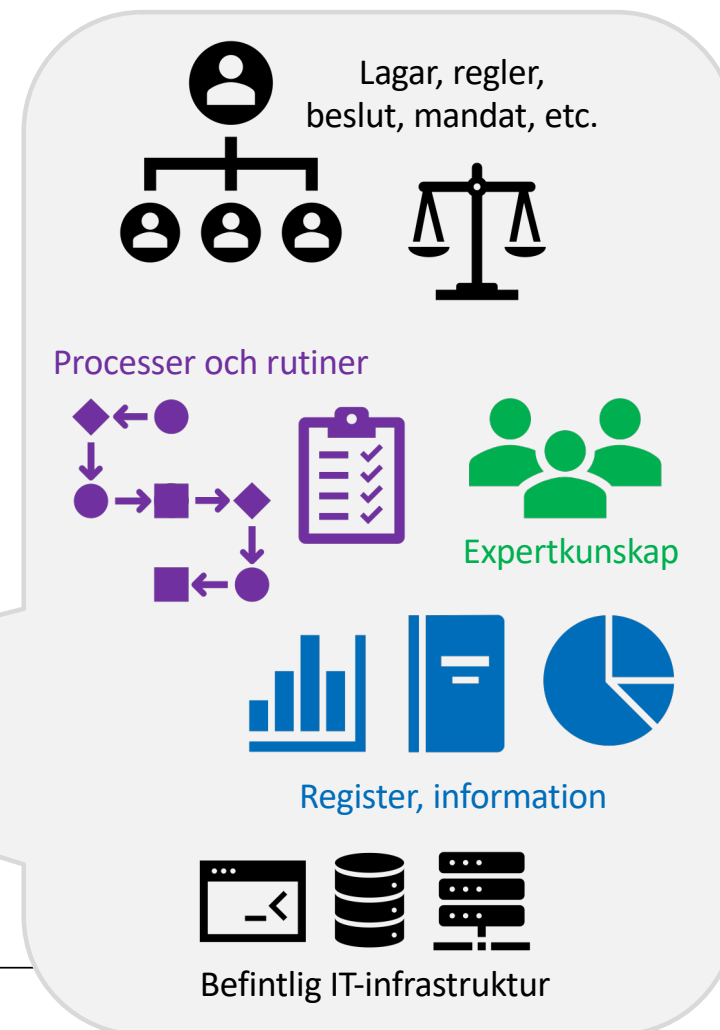 Lagar, regler,
beslut, mandat, etc.
Processer och rutiner
Expertkunskap
Register, information
Befintlig IT-infrastruktur